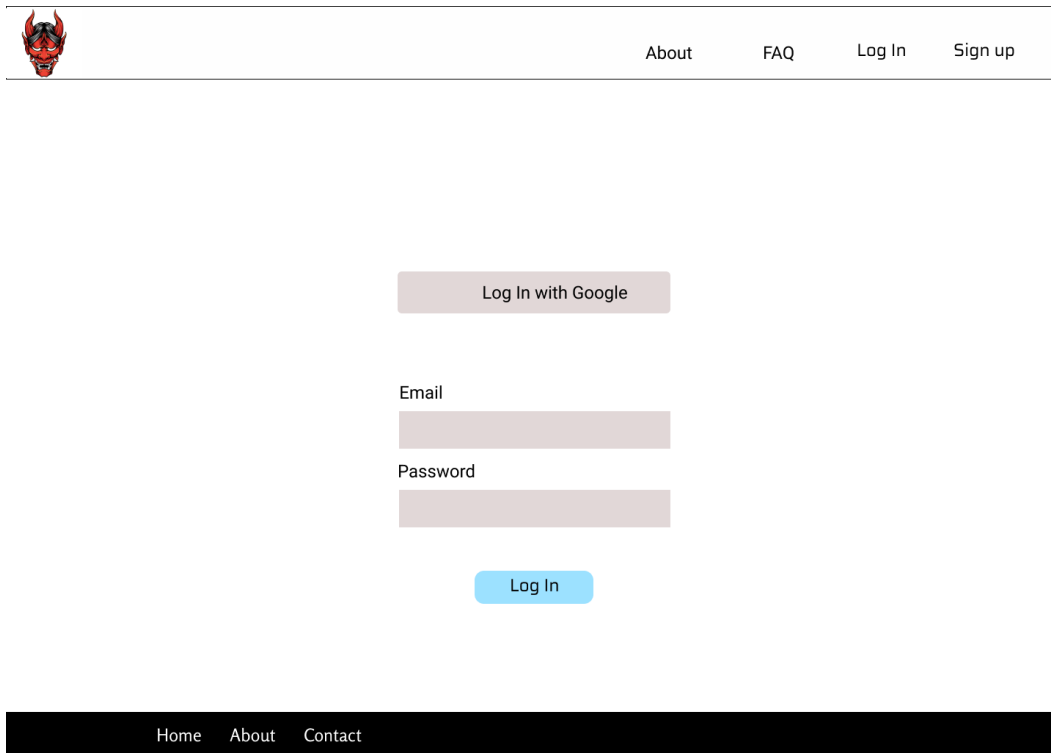 About FAQ Log In Sign up
Log In with Google
Email
Password
Log In
Home About Contact